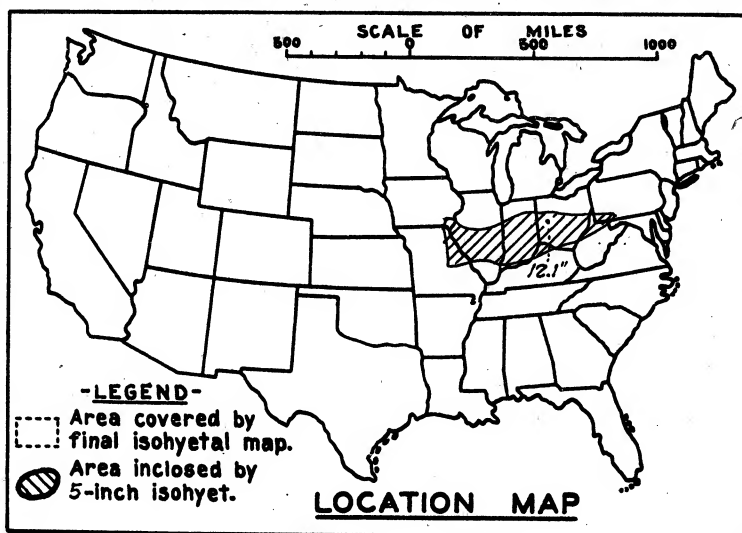 SCALE OF MILES
500 0 500 1000
12.1"
-LEGEND-
Area covered by
final isohyetal map.
Area inclosed by
5-inch isohyet.
LOCATION MAP